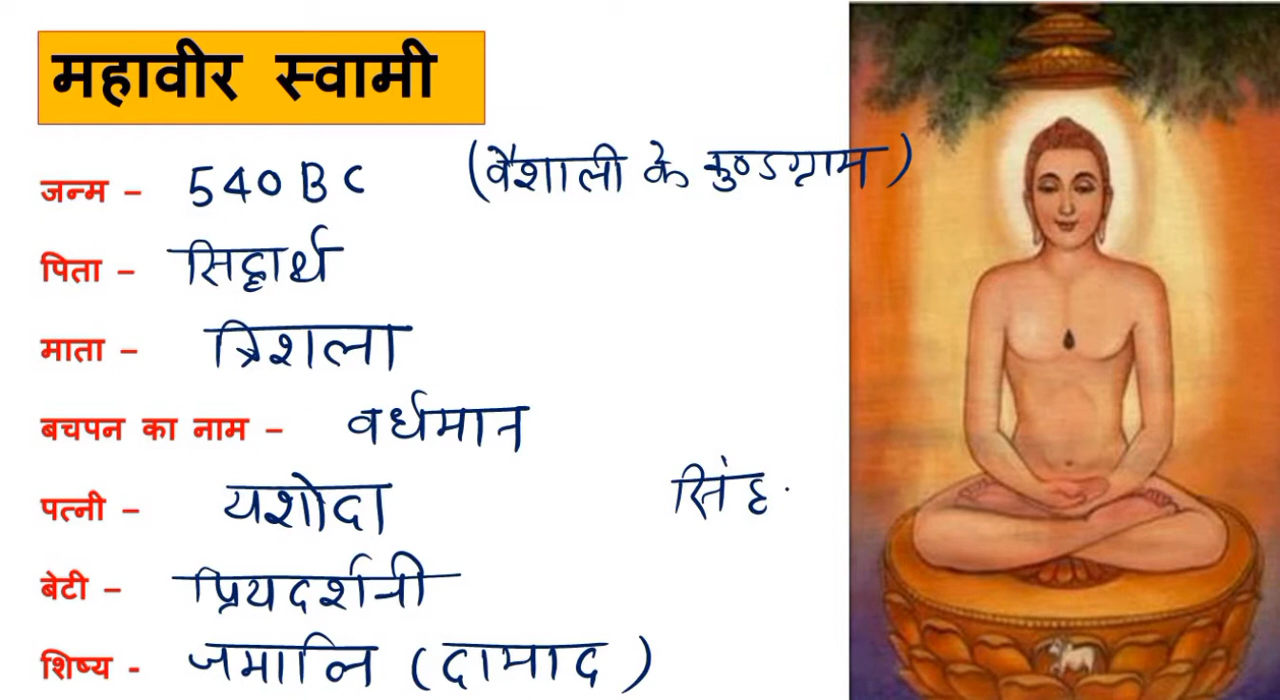 महावीर स्वामी
जन्म – 540 BC (वैशाली के कुण्डग्राम)
पिता – सिद्धार्थ
माता – त्रिशला
बचपन का नाम – वर्धमान
पत्नी – यशोदा सिंह
बेटी – प्रियदर्शनी
शिष्य - जमालि (दामाद)